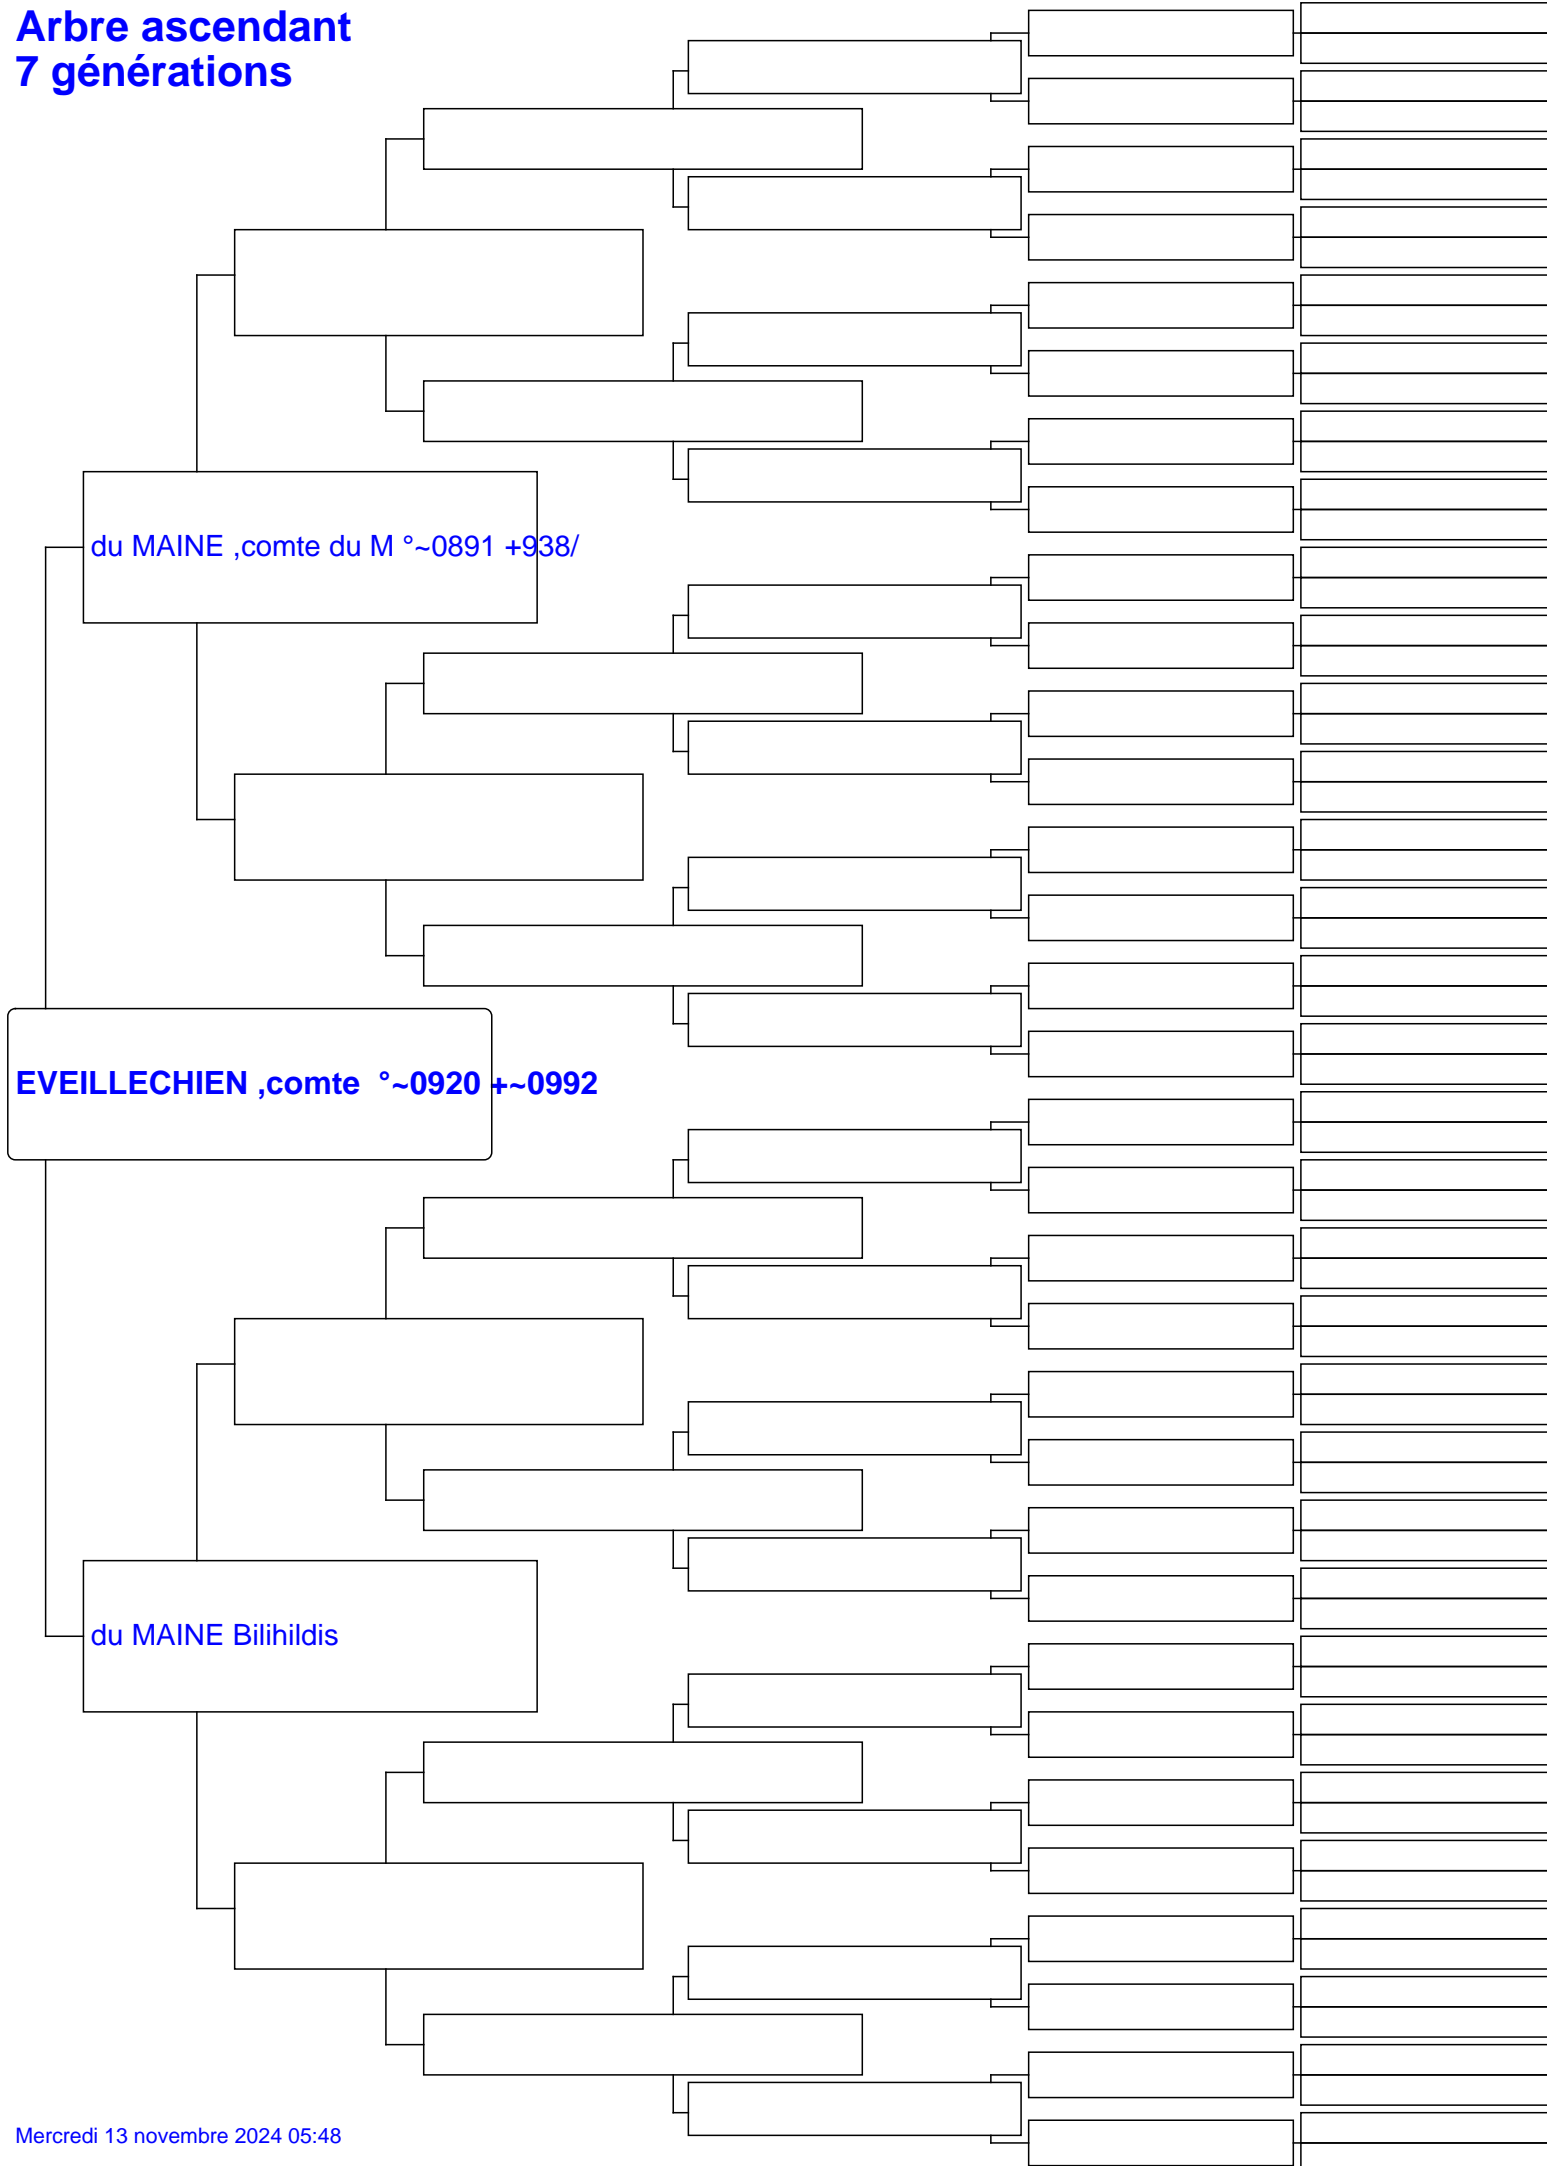 Arbre ascendant
7 générations
du MAINE ,comte du M °~0891 +938/
EVEILLECHIEN ,comte  °~0920 +~0992
du MAINE Bilihildis
Mercredi 13 novembre 2024 05:48